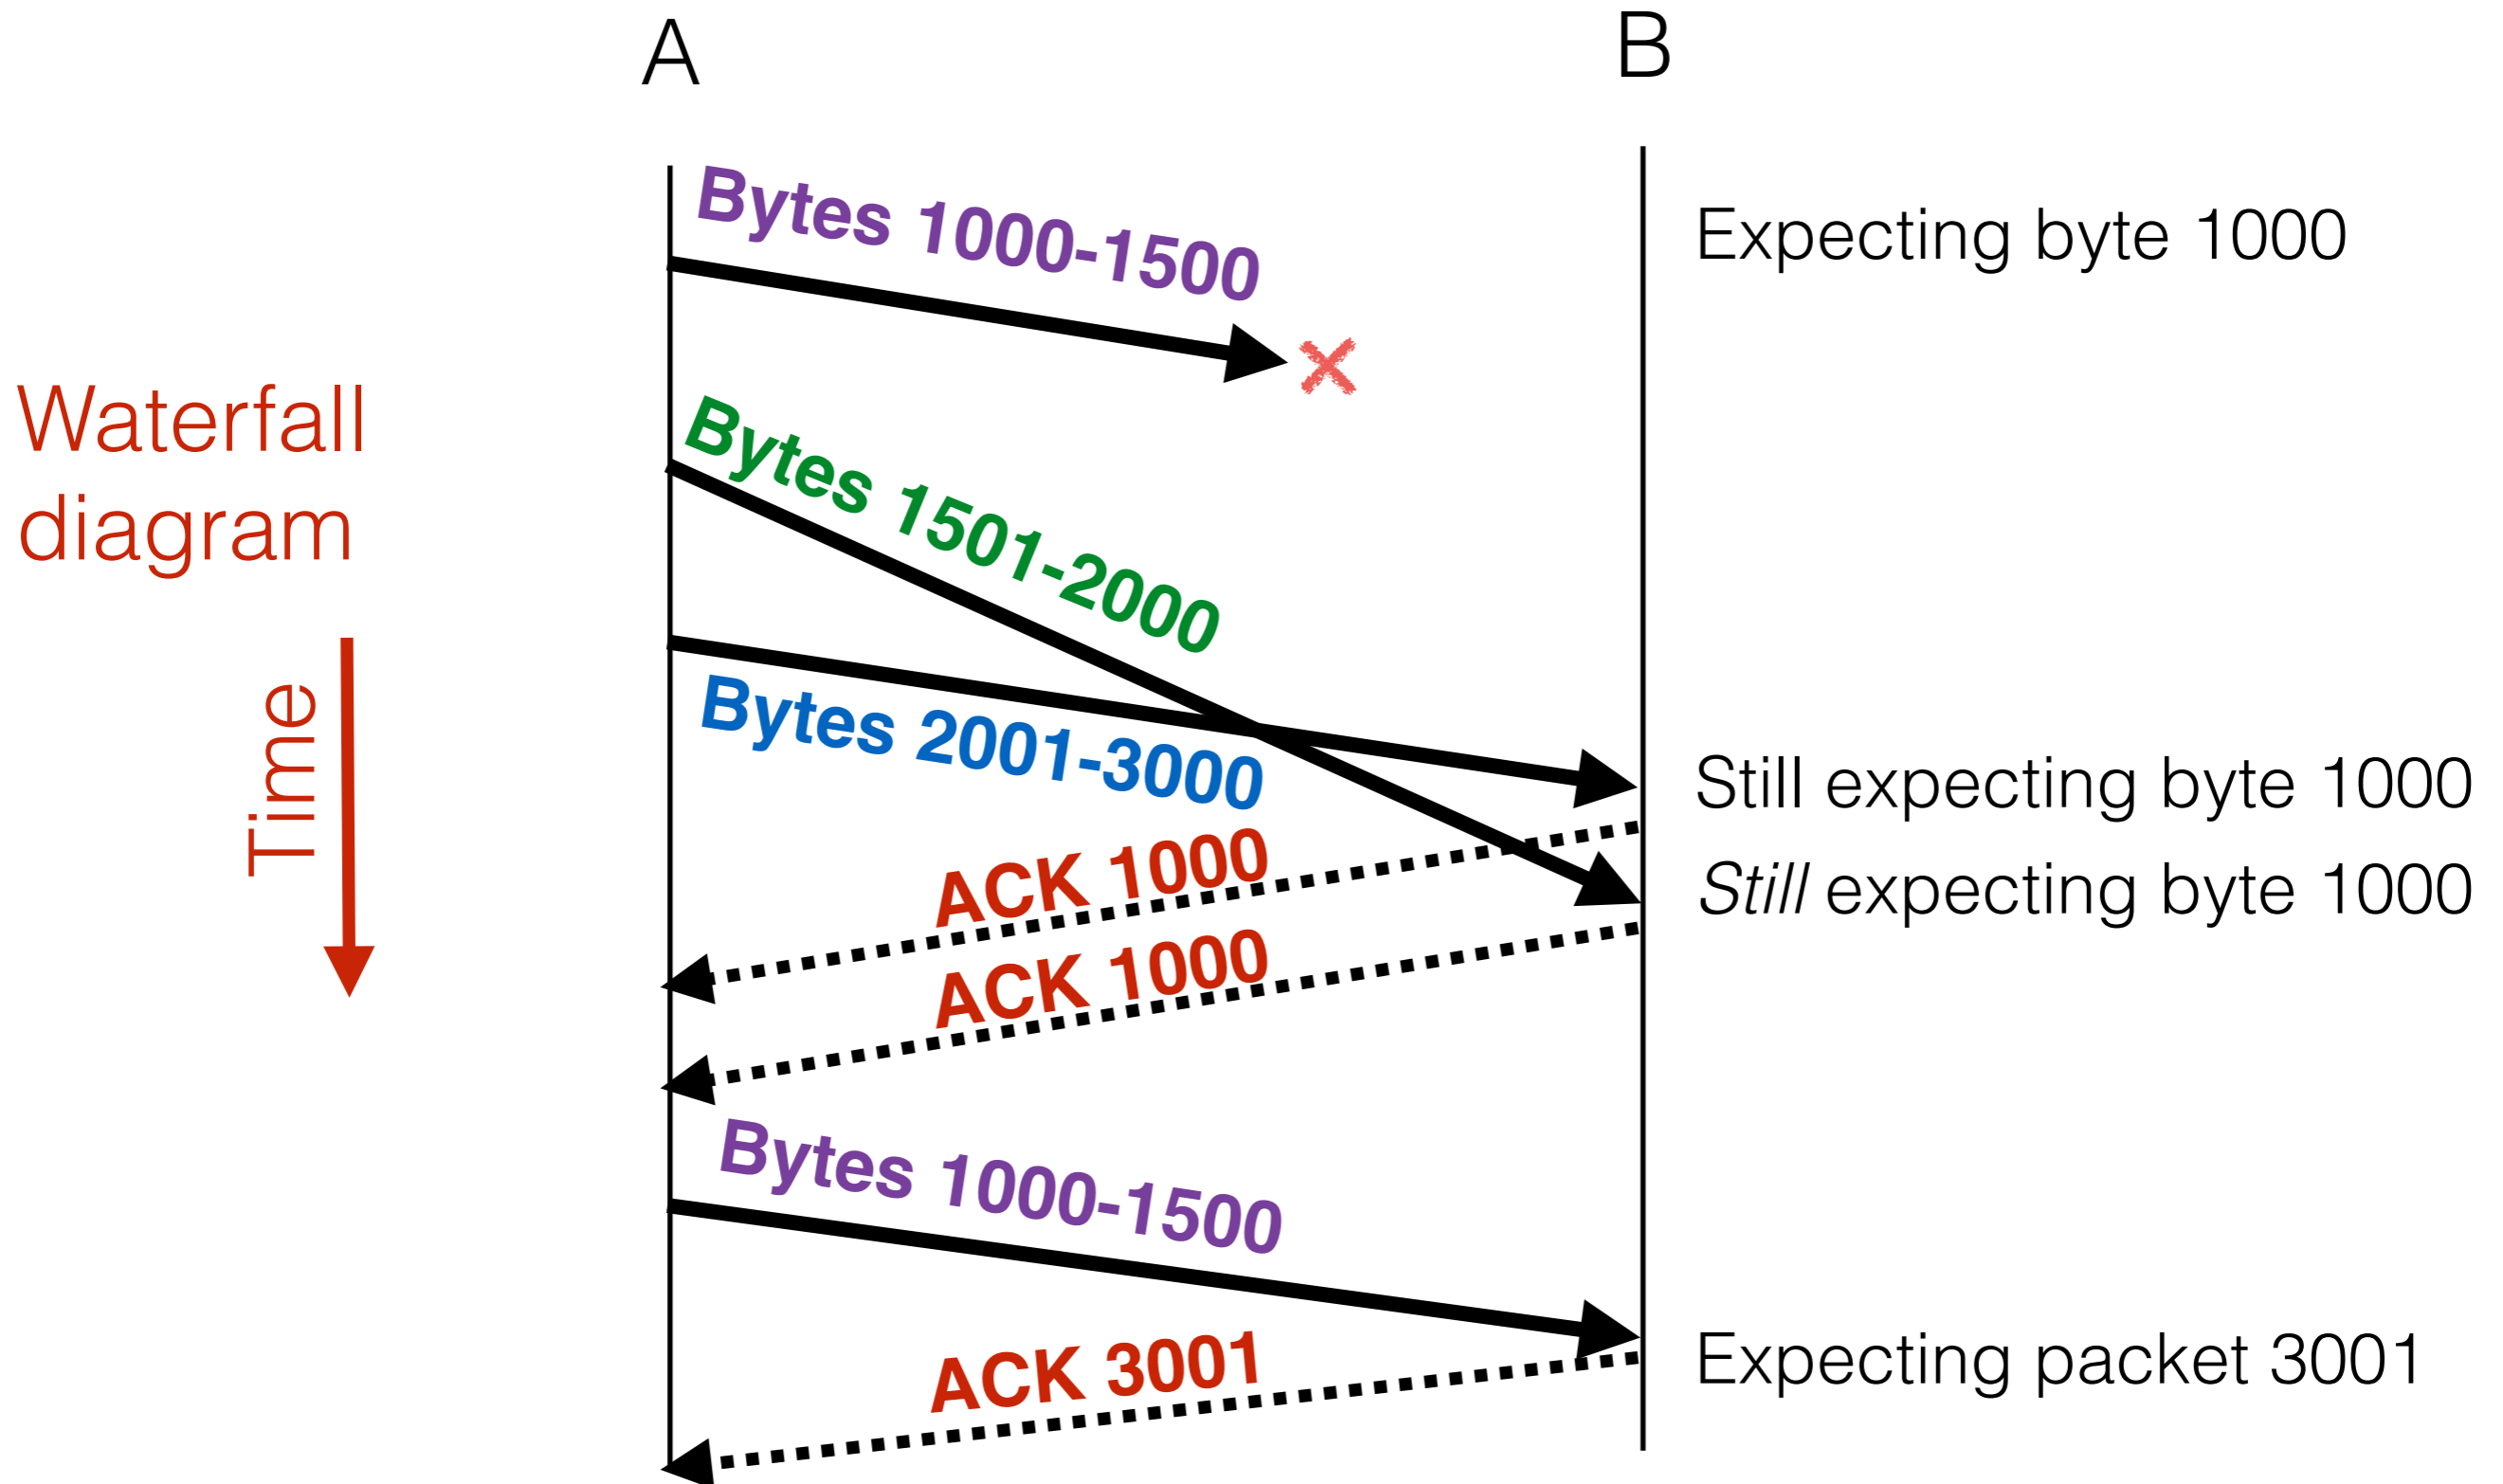 A
B
Bytes 1000-1500
Expecting byte 1000
Waterfall
diagram
Bytes 1501-2000
Time
Bytes 2001-3000
Still expecting byte 1000
ACK 1000
Still expecting byte 1000
ACK 1000
Bytes 1000-1500
Expecting packet 3001
ACK 3001